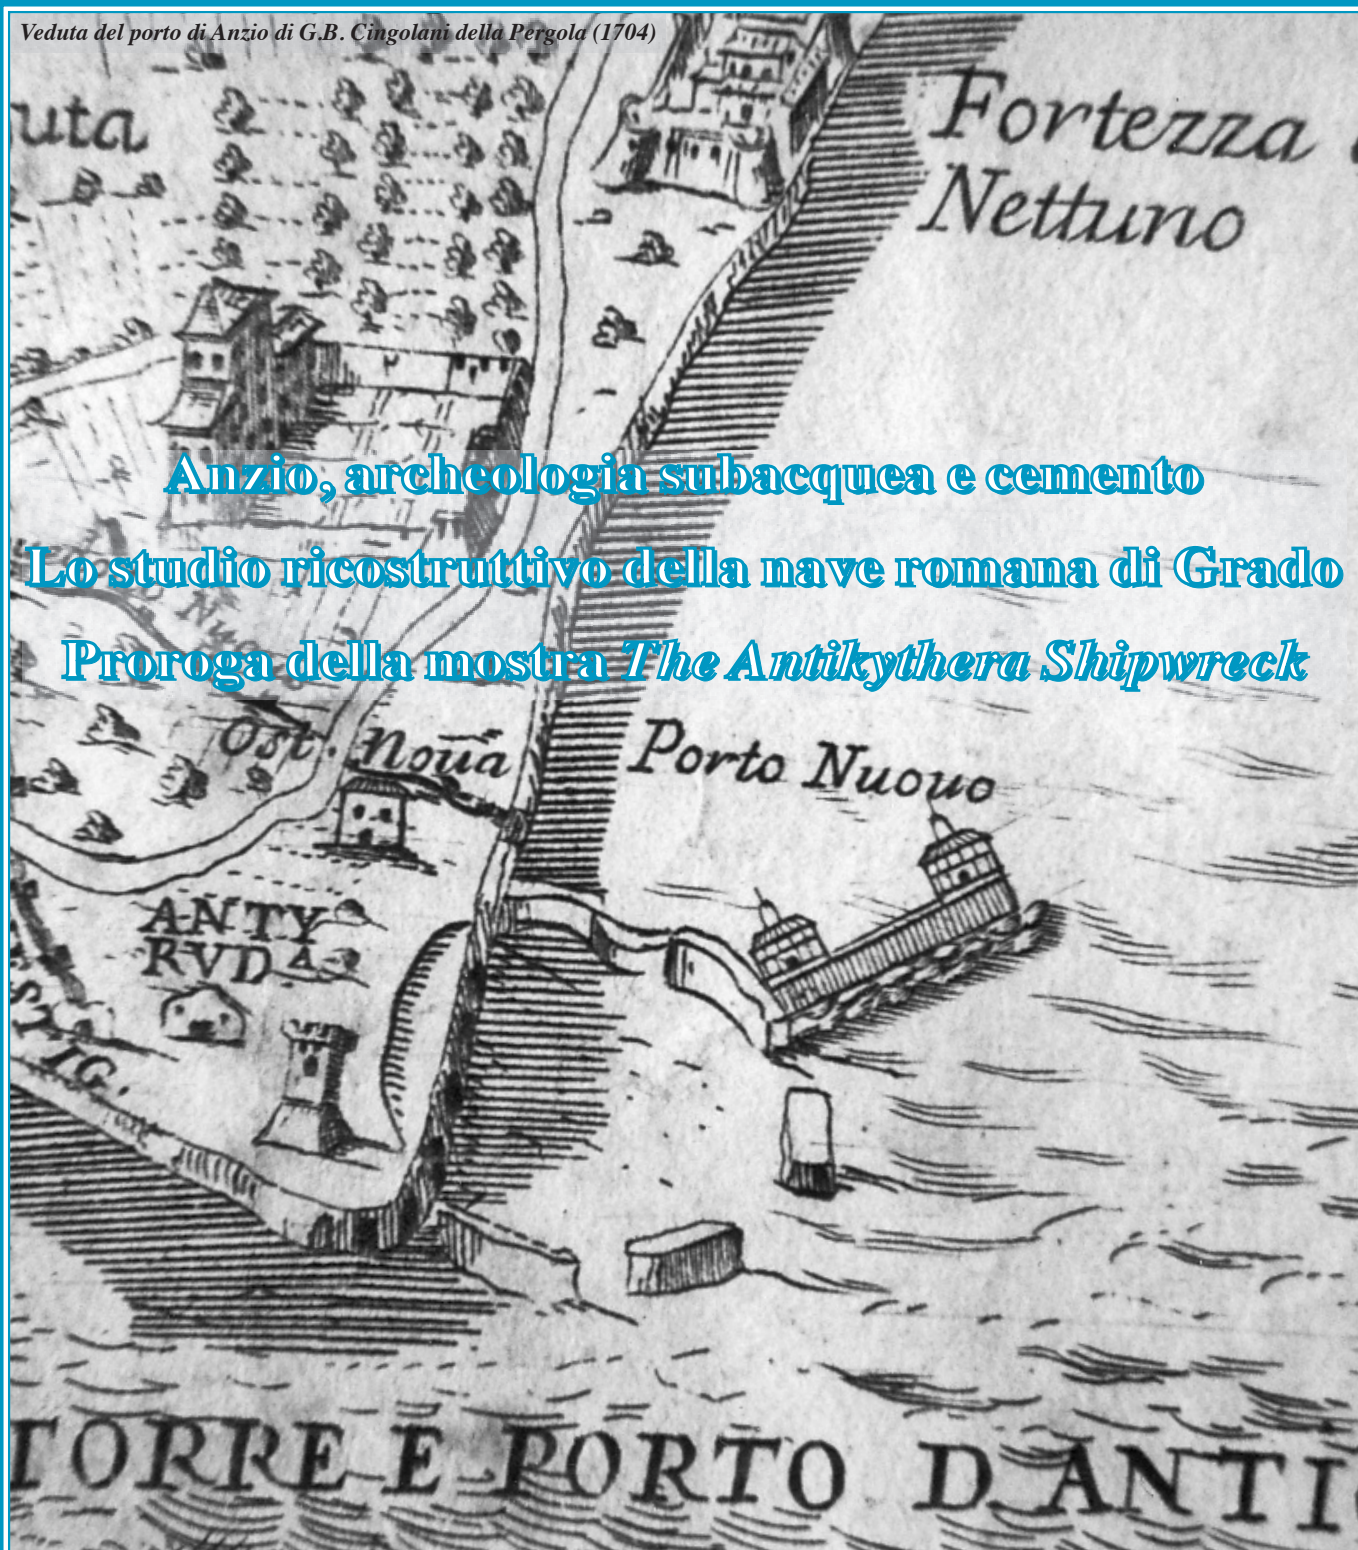 Veduta del porto di Anzio di G.B. Cingolani della Pergola (1704)
uta
Fortezza
Nettuno
Anzio, archeologia subacquea e cemento
Lo studio ricostruttivo della nave romana di Grado
Proroga della mostra The Antikythera Shipwreck
Ost. Noua
Porto Nuouo
ANTY
RVDA
IG.
TORRE E PORTO D ANTI